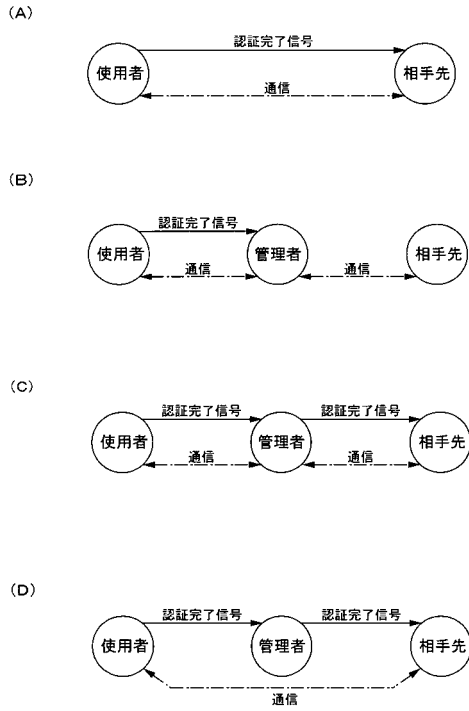 (A)
認証完了信号
使用者
相手先
通信
(B)
認証完了信号
使用者
管理者
相手先
通信
通信
(C)
認証完了信号
認証完了信号
使用者
管理者
相手先
通信
通信
(D)
認証完了信号
認証完了信号
使用者
管理者
相手先
通信